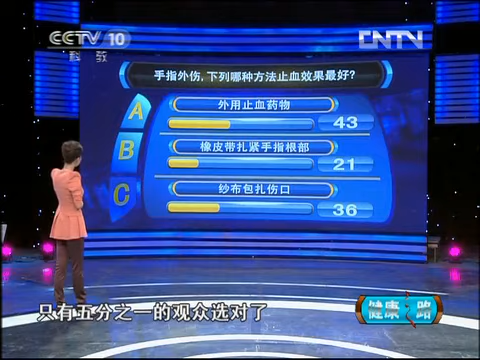 CCTV 10
科教
CNTV
手指外伤,下列哪种方法止血效果最好?
A
外用止血药物
43
B
橡皮带扎紧手指根部
21
C
纱布包扎伤口
36
只有五分之一的观众选对了
健康之路